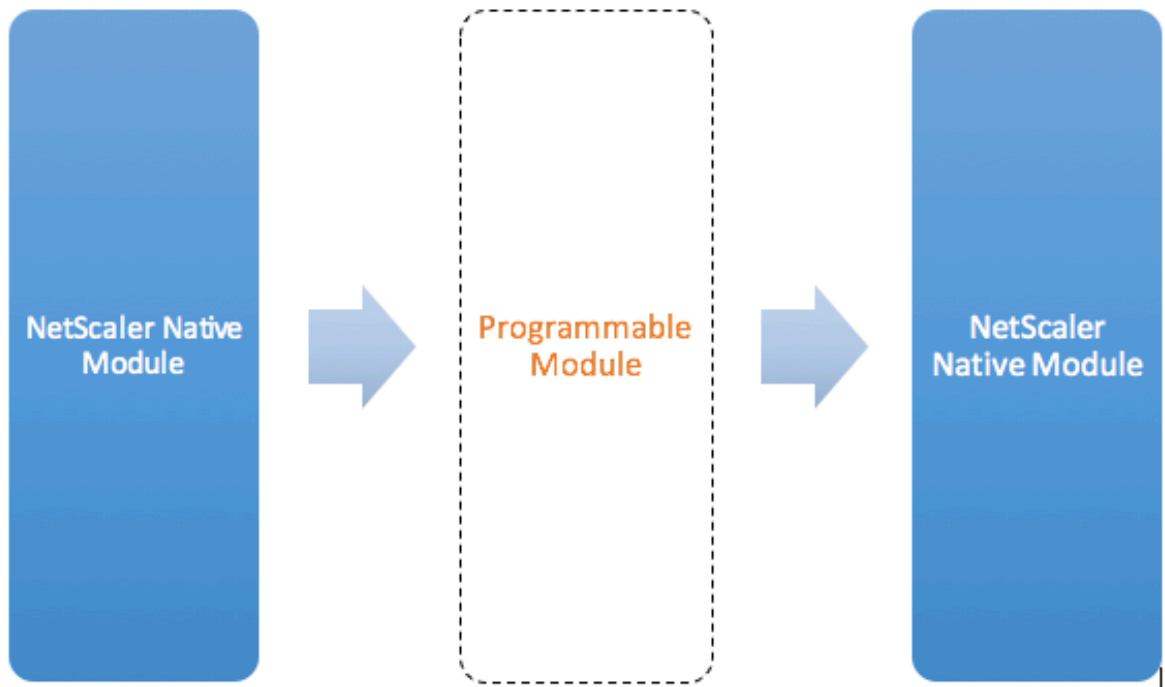 NetScaler Native
Module
Programmable
Module
NetScaler
Native Module